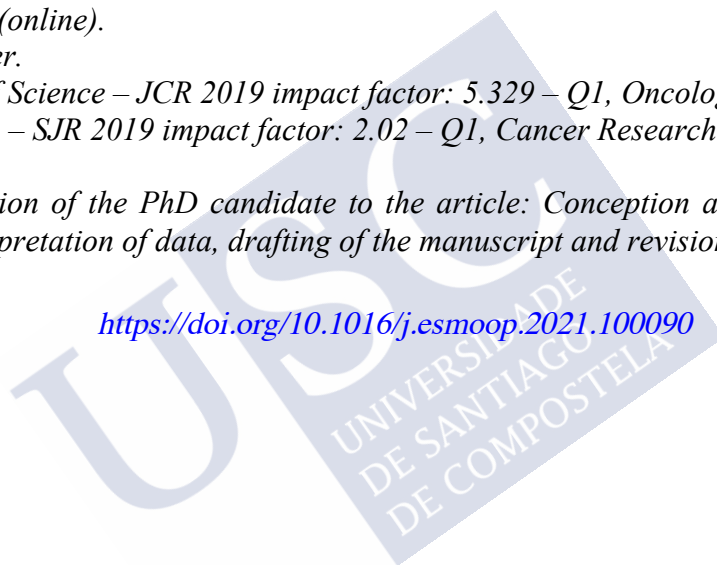 (online).
er.
f Science – JCR 2019 impact factor: 5.329 – Q1, Oncolog
– SJR 2019 impact factor: 2.02 – Q1, Cancer Research
ion of the PhD candidate to the article: Conception a
pretation of data, drafting of the manuscript and revision
https://doi.org/10.1016/j.esmoop.2021.100090
USC
UNIVERSIDADE
DE SANTIAGO
DE COMPOSTELA